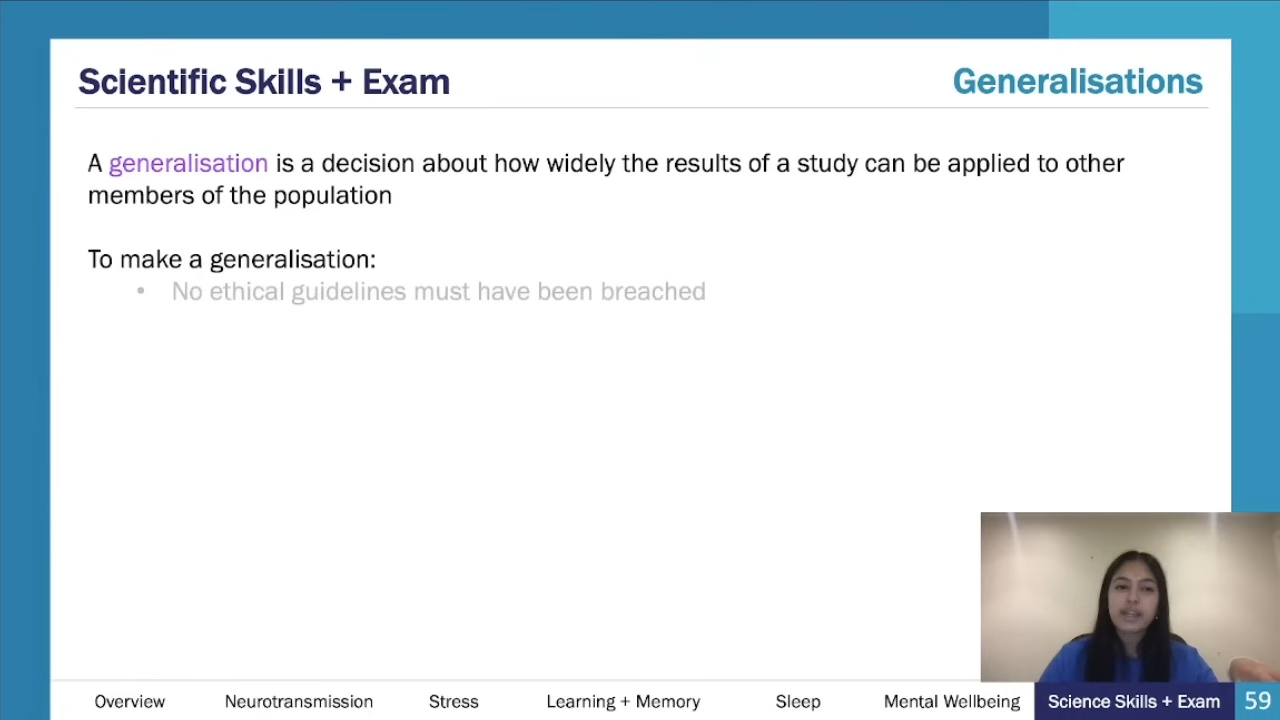 Scientific Skills + Exam
Generalisations
A generalisation is a decision about how widely the results of a study can be applied to other
members of the population
To make a generalisation:
• No ethical guidelines must have been breached
Overview Neurotransmission Stress Learning + Memory Sleep Mental Wellbeing Science Skills + Exam 59